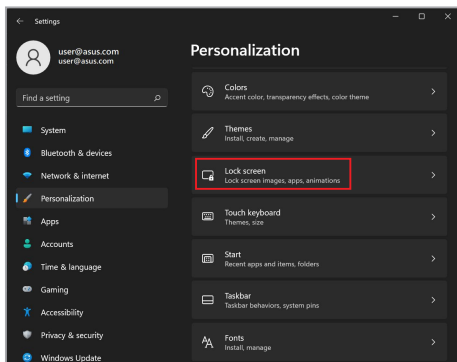 Settings
user@asus.com
user@asus.com
Find a setting
System
Bluetooth & devices
Network & internet
Personalization
Apps
Accounts
Time & language
Gaming
Accessibility
Privacy & security
Windows Update
Personalization
Colors
Accent color, transparency effects, color theme
Themes
Install, create, manage
Lock screen
Lock screen images, apps, animations
Touch keyboard
Themes, size
Start
Recent apps and items, folders
Taskbar
Taskbar behaviors, system pins
Fonts
Install, manage